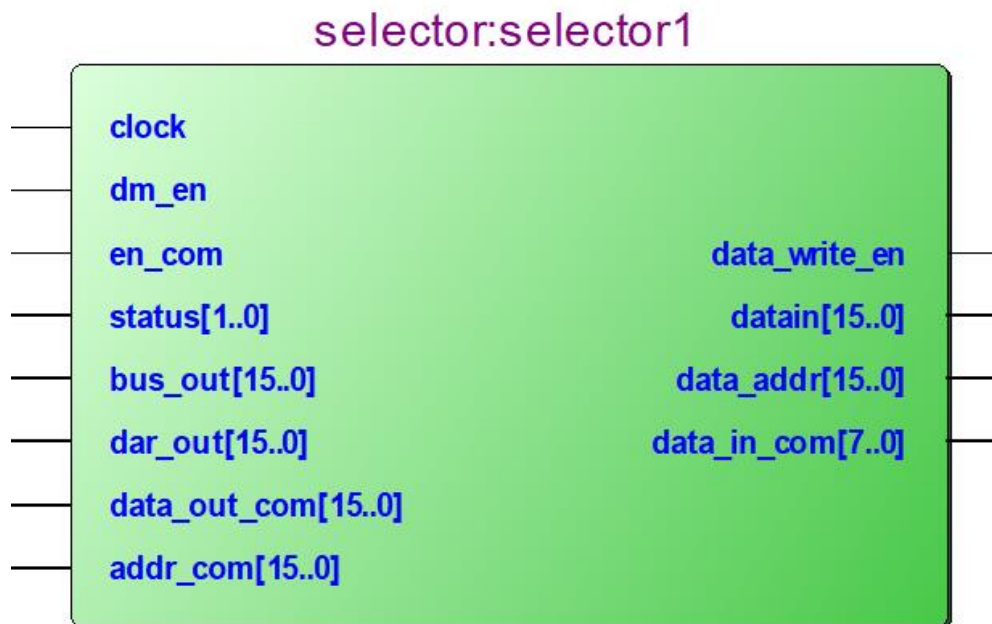 selector:selector1
clock
dm_en
en_com
status[1..0]
bus_out[15..0]
dar_out[15..0]
data_out_com[15..0]
addr_com[15..0]
data_write_en
datain[15..0]
data_addr[15..0]
data_in_com[7..0]